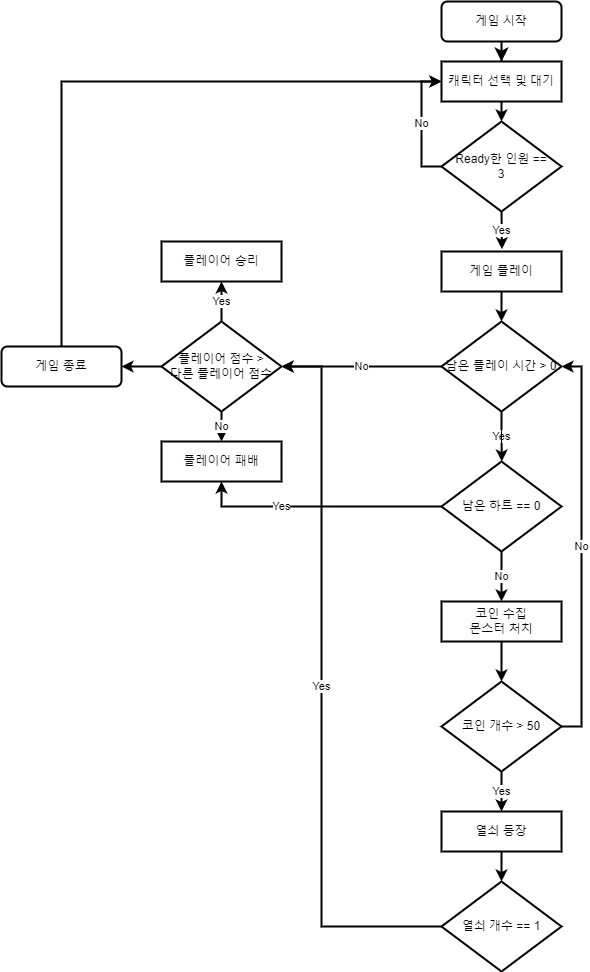 게임 시작
캐릭터 선택 및 대기
No
Ready한 인원 ==
3
Yes
게임 플레이
플레이어 승리
Yes
플레이어 점수 >
다른 플레이어 점수
게임 종료
No
남은 플레이 시간 > 0
No
플레이어 패배
Yes
남은 하트 == 0
Yes
No
No
코인 수집
몬스터 처치
Yes
코인 개수 > 50
Yes
열쇠 등장
열쇠 개수 == 1